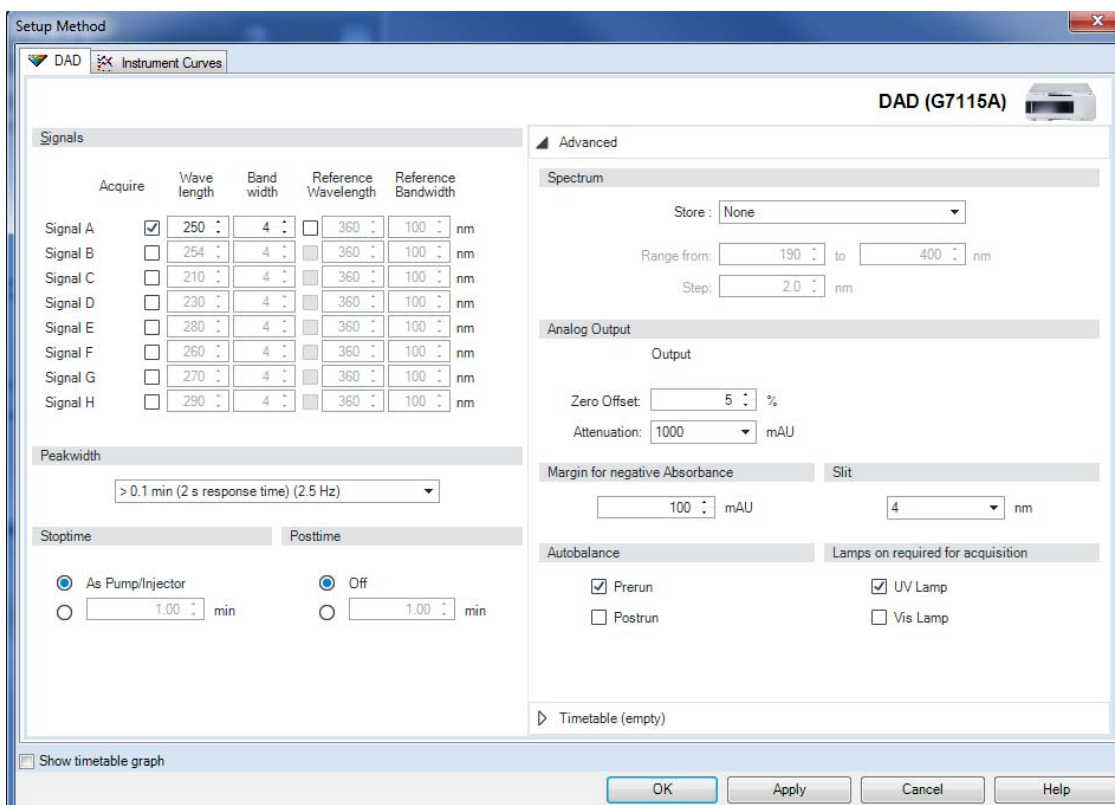 Setup Method
DAD
Instrument Curves
DAD (G7115A)
Signals
Acquire Wave length Band width Reference Wavelength Reference Bandwidth
Signal A 250 4 360 100 nm
Signal B 254 4 360 100 nm
Signal C 210 4 360 100 nm
Signal D 230 4 360 100 nm
Signal E 280 4 360 100 nm
Signal F 260 4 360 100 nm
Signal G 270 4 360 100 nm
Signal H 290 4 360 100 nm
Peakwidth
> 0.1 min (2 s response time) (2.5 Hz)
Stoptime
As Pump/Injector
1.00 min
Posttime
Off
1.00 min
Advanced
Spectrum
Store : None
Range from: 190 to 400 nm
Step: 2.0 nm
Analog Output
Output
Zero Offset: 5 %
Attenuation: 1000 mAU
Margin for negative Absorbance
100 mAU
Slit
4 nm
Autobalance
Prerun
Postrun
Lamps on required for acquisition
UV Lamp
Vis Lamp
Timetable (empty)
Show timetable graph
OK Apply Cancel Help